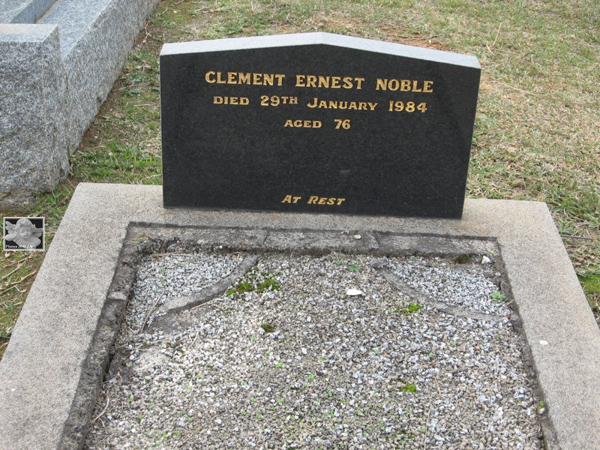 CLEMENT ERNEST NOBLE
DIED 29TH JANUARY 1984
AGED 76
AT REST